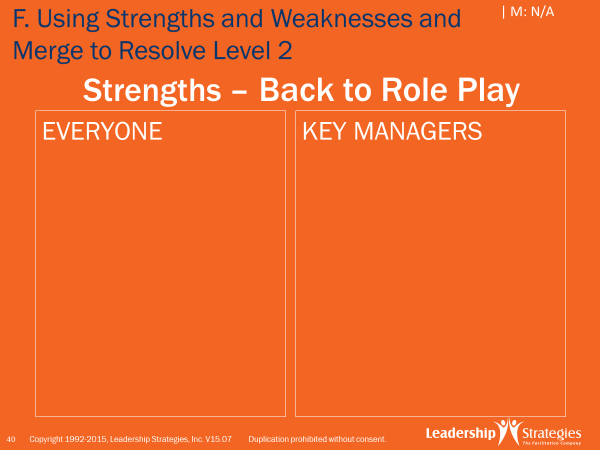 F. Using Strengths and Weaknesses and
Merge to Resolve Level 2
| M: N/A
Strengths – Back to Role Play
EVERYONE
KEY MANAGERS
40 Copyright 1992-2015, Leadership Strategies, Inc. V15.07 Duplication prohibited without consent.
Leadership Strategies
The Facilitation Company